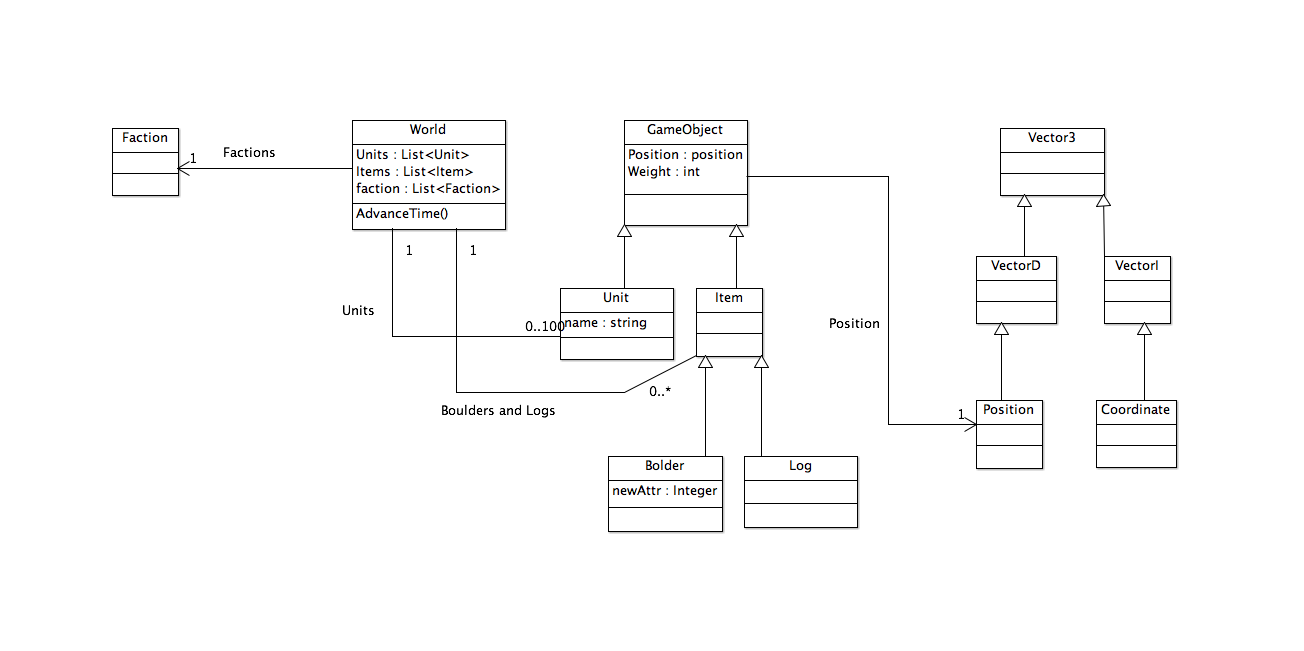 Faction
1
Factions
World
Units : List<Unit>
Items : List<Item>
faction : List<Faction>
AdvanceTime()
1
1
Units
0..100
Boulders and Logs
0..*
GameObject
Position : position
Weight : int
Unit
name : string
Item
Bolder
newAttr : Integer
Log
Position
1
Vector3
VectorD
VectorI
Position
Coordinate